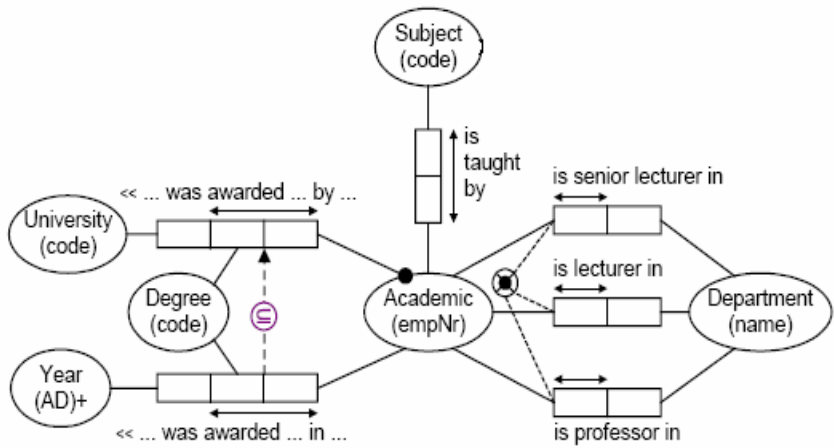 Subject
(code)
is
taught
by
<< ... was awarded ... by ...
is senior lecturer in
University
(code)
is lecturer in
Degree
(code)
⊆
Academic
(empNr)
Department
(name)
Year
(AD)+
<< ... was awarded ... in ...
is professor in